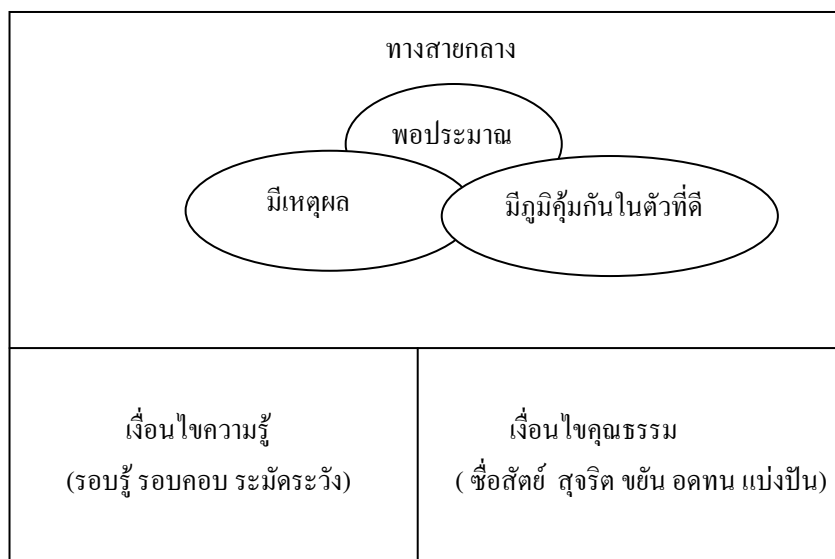 ทางสายกลาง
พอประมาณ
มีเหตุผล
มีภูมิคุ้มกันในตัวที่ดี
เงื่อนไขความรู้
(รอบรู้ รอบคอบ ระมัดระวัง)
เงื่อนไขคุณธรรม
( ซื่อสัตย์ สุจริต ขยัน อดทน แบ่งปัน)